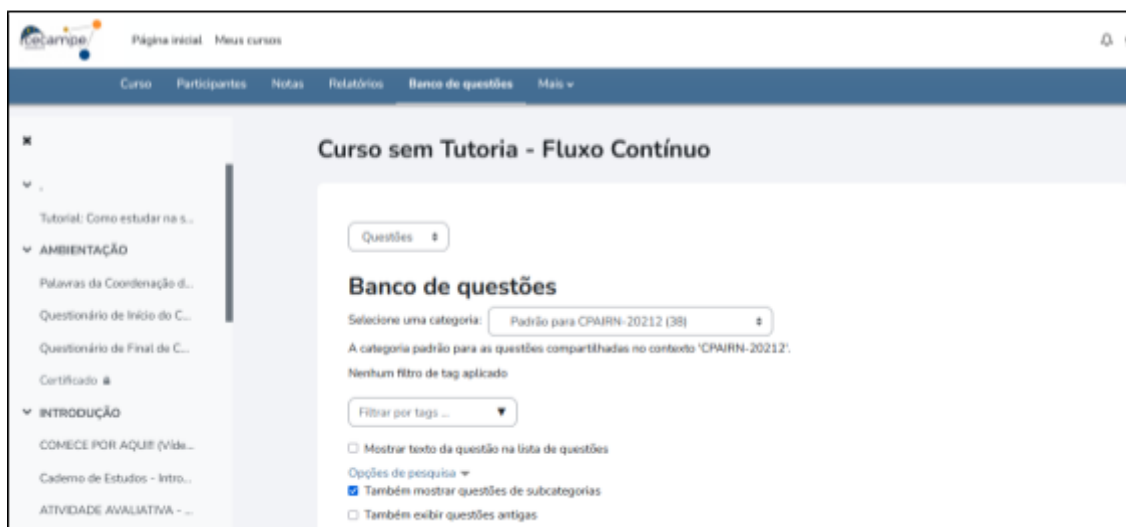 cecampe
Página inicial Meus cursos
Curso Participantes Notas Relatórios Banco de questões Mais
Curso sem Tutoria - Fluxo Contínuo
.
Tutorial: Como estudar na s...
AMBIENTAÇÃO
Palavras da Coordenação d...
Questionário de Início do C...
Questionário de Final de C...
Certificado
INTRODUÇÃO
COMECE POR AQUI!! (Víde...
Caderno de Estudos - Intro...
ATIVIDADE AVALIATIVA - ...
Questões
Banco de questões
Selecione uma categoria: Padrão para CPAIRN-20212 (38)
A categoria padrão para as questões compartilhadas no contexto 'CPAIRN-20212'.
Nenhum filtro de tag aplicado
Filtrar por tags ...
Mostrar texto da questão na lista de questões
Opções de pesquisa
Também mostrar questões de subcategorias
Também exibir questões antigas